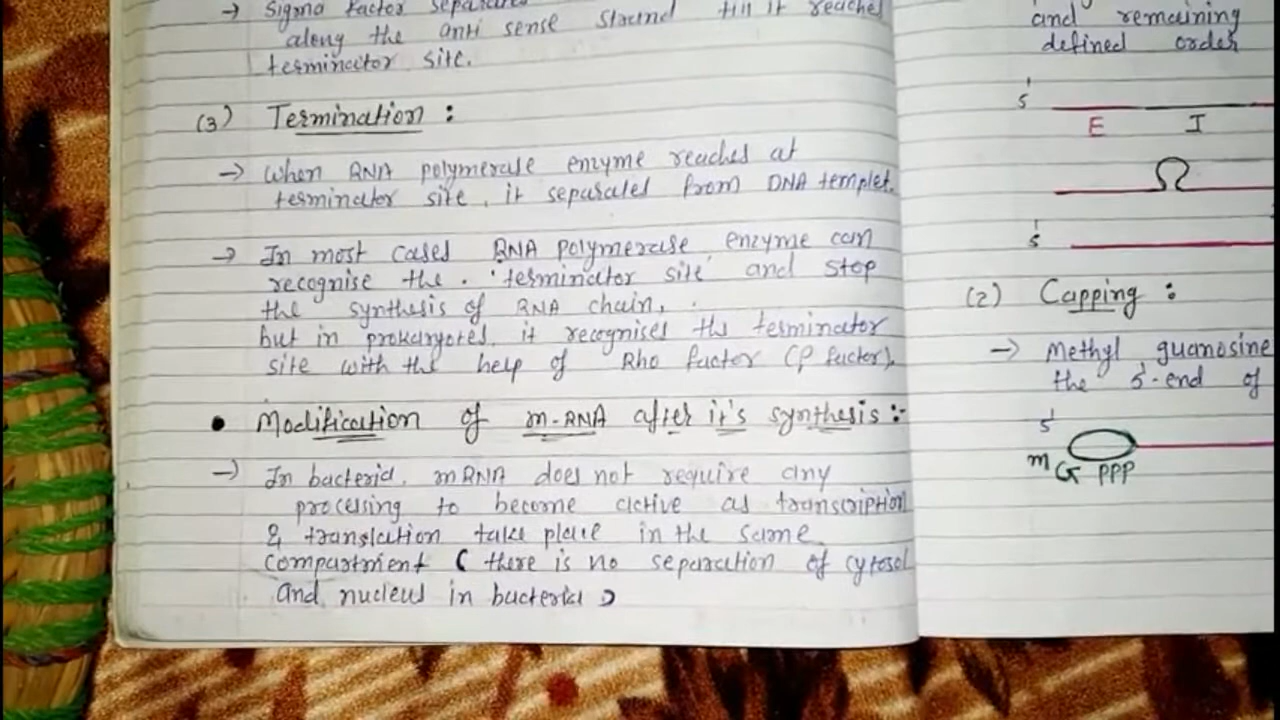 → Sigma factor separates
along the anti sense strand till it reaches
terminator site.
(3) Termination :
→ when RNA polymerase enzyme reaches at
terminator site, it separates from DNA templet.
→ In most cases RNA polymerase enzyme can
recognise the 'terminator site' and stop
the synthesis of RNA chain,
but in prokaryotes, it recognises ths terminator
site with the help of Rho factor (ρ factor).
• Modification of m-RNA after it's synthesis :-
→ In bacteria, mRNA does not require any
processing to become active as transcription
& translation take place in the same
compartment ( there is no separation of cytosol
and nucleus in bacteria )
and remaining
defined order
5'
E I
5'
(2) Capping :
→ Methyl guanosine
the 5'-end of
5'
mG PPP